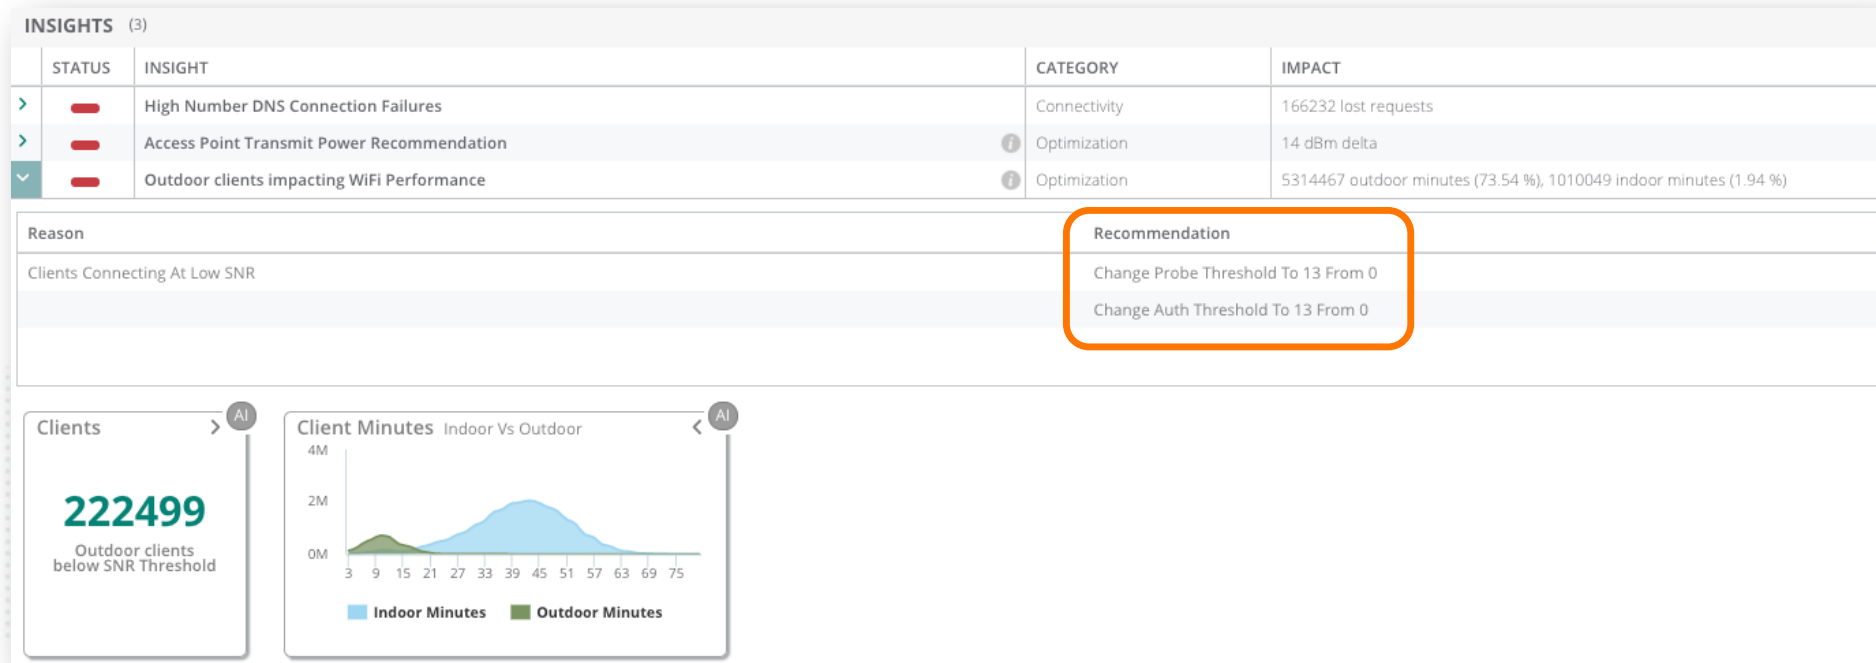 INSIGHTS (3)
STATUS INSIGHT CATEGORY IMPACT
High Number DNS Connection Failures Connectivity 166232 lost requests
Access Point Transmit Power Recommendation i Optimization 14 dBm delta
Outdoor clients impacting WiFi Performance i Optimization 5314467 outdoor minutes (73.54 %), 1010049 indoor minutes (1.94 %)
Reason Recommendation
Clients Connecting At Low SNR Change Probe Threshold To 13 From 0
Change Auth Threshold To 13 From 0
Clients AI
222499
Outdoor clients
below SNR Threshold
Client Minutes Indoor Vs Outdoor AI
4M
2M
0M
3 9 15 21 27 33 39 45 51 57 63 69 75
Indoor Minutes Outdoor Minutes